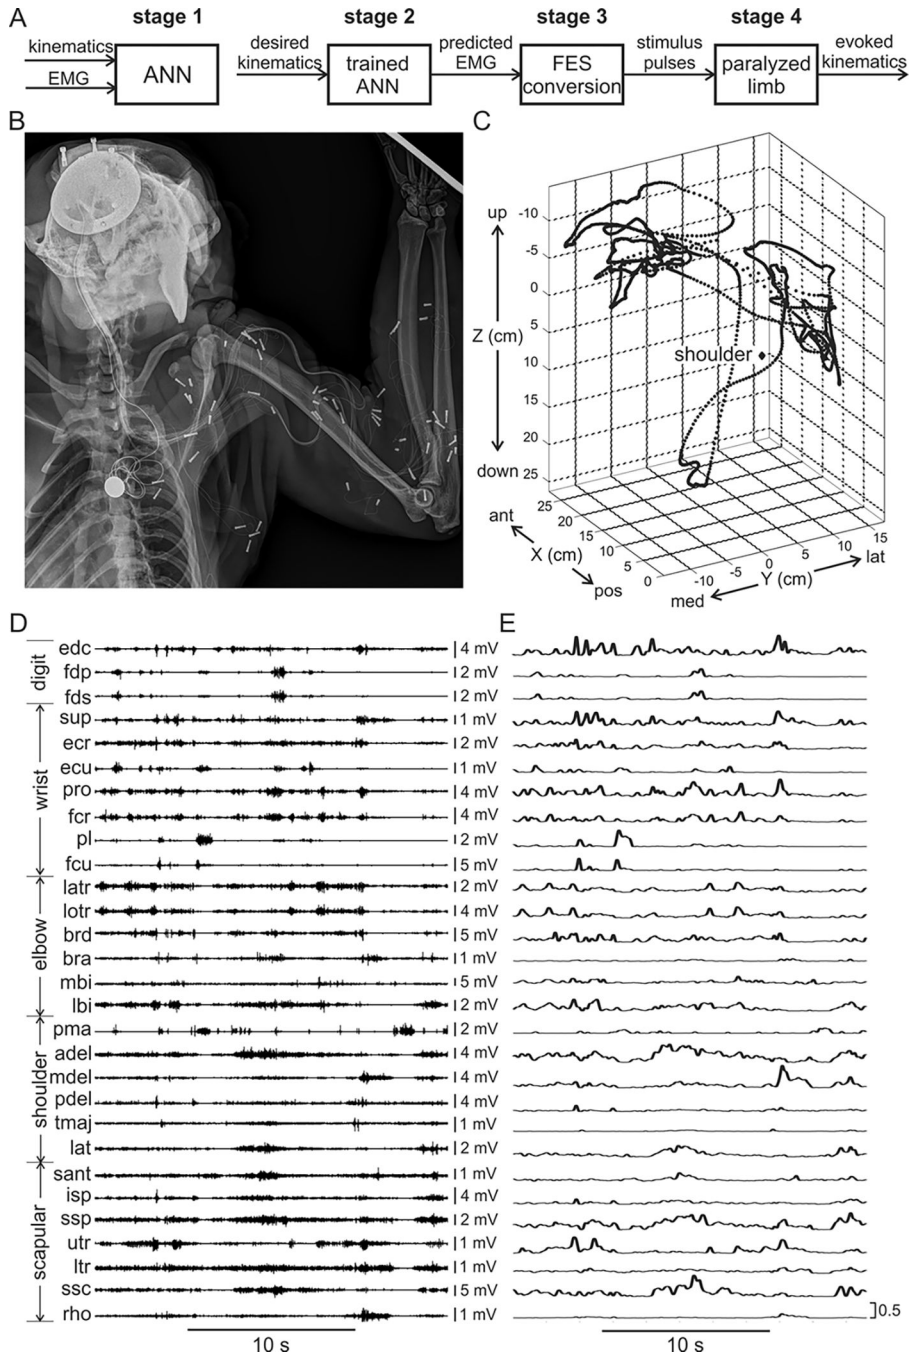 A
stage 1
stage 2
stage 3
stage 4
kinematics
EMG
ANN
desired
kinematics
trained
ANN
predicted
EMG
FES
conversion
stimulus
pulses
paralyzed
limb
evoked
kinematics
B
C
up
Z (cm)
down
-10
-5
0
5
10
15
20
25
shoulder
ant
X (cm)
pos
25
20
15
10
5
0
med
Y (cm)
lat
-10
-5
0
5
10
15
D
E
digit
edc 4 mV
fdp 2 mV
fds 2 mV
wrist
sup 1 mV
ecr 2 mV
ecu 1 mV
pro 4 mV
fcr 4 mV
pl 2 mV
fcu 5 mV
elbow
latr 2 mV
lotr 4 mV
brd 5 mV
bra 1 mV
mbi 5 mV
lbi 2 mV
shoulder
pma 2 mV
adel 4 mV
mdel 4 mV
pdel 4 mV
tmaj 1 mV
lat 2 mV
scapular
sant 1 mV
isp 4 mV
ssp 2 mV
utr 1 mV
ltr 1 mV
ssc 5 mV
rho 1 mV
0.5
10 s
10 s